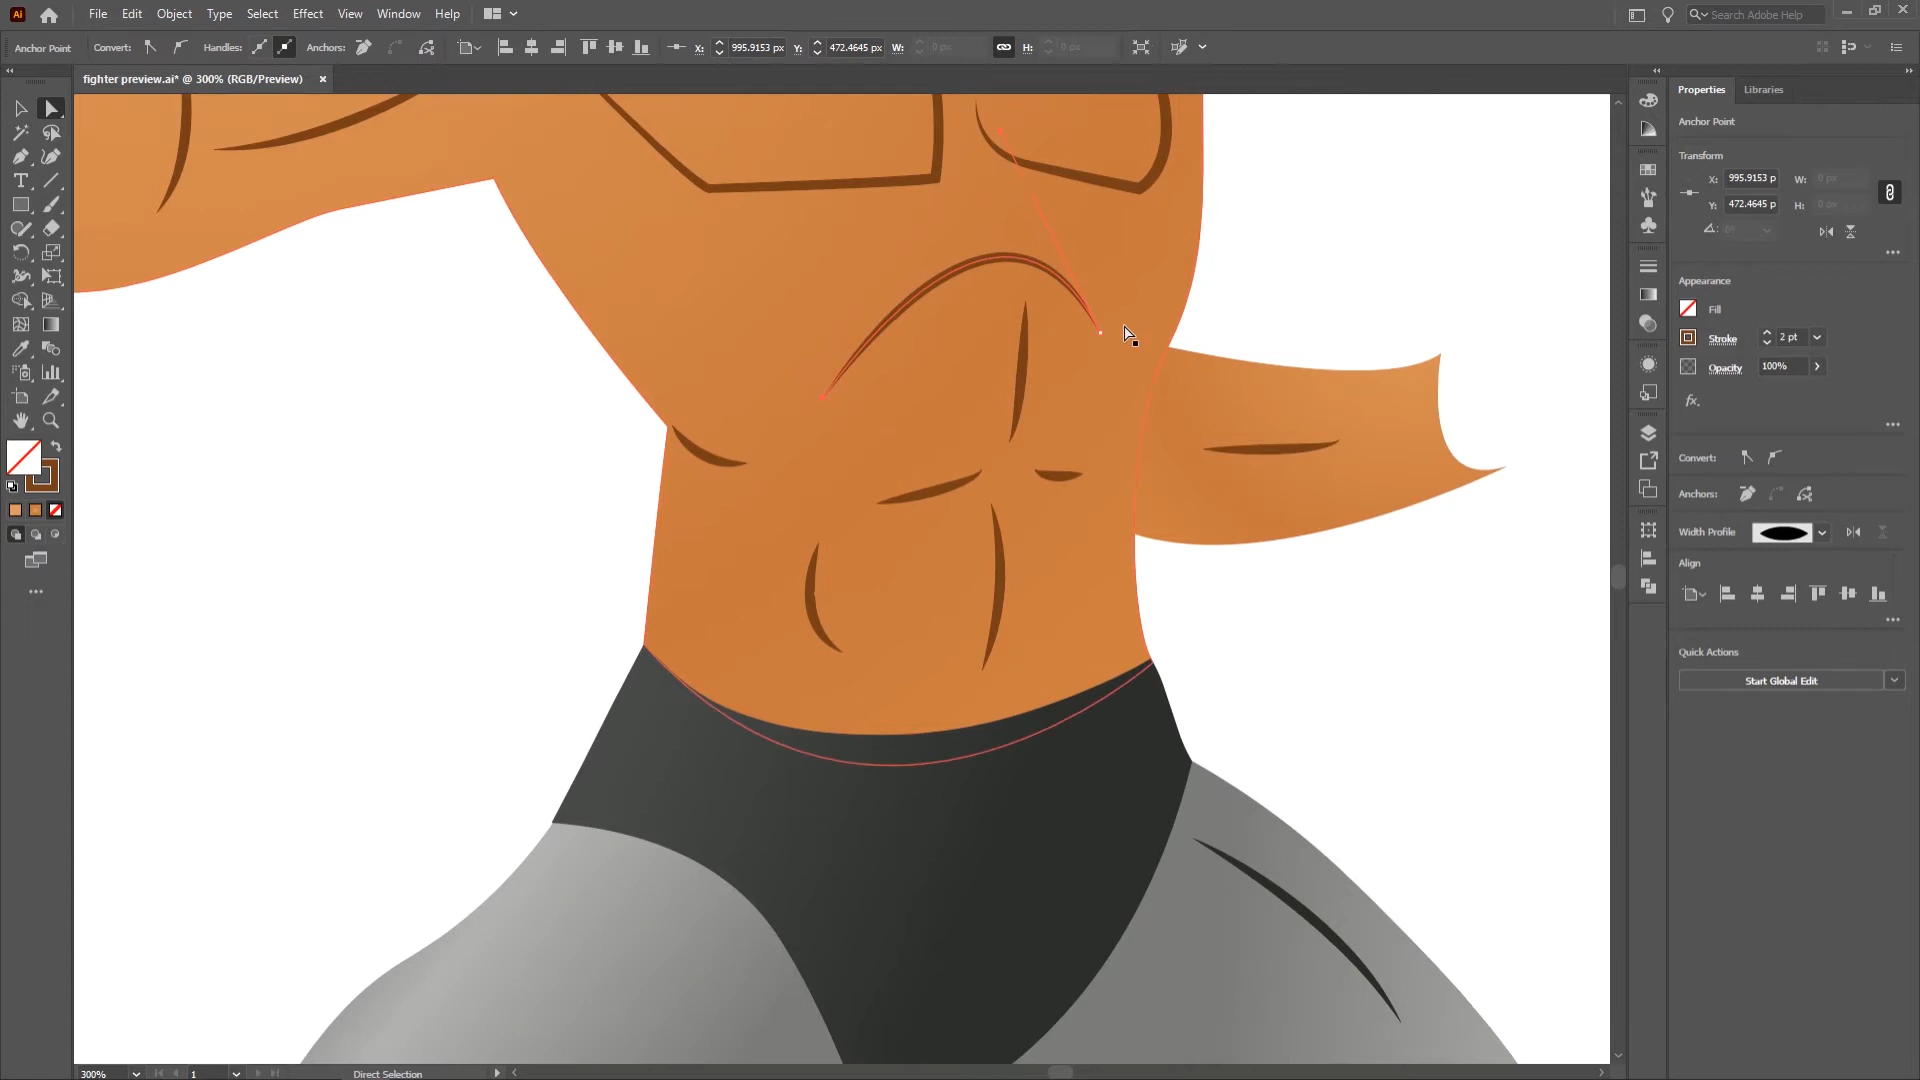 Ai File Edit Object Type Select Effect View Window Help Search Adobe Help
Anchor Point Convert: Handles: Anchors: X: 995.9153 px Y: 472.4645 px W: 0 px H: 0 px
fighter preview.ai* @ 300% (RGB/Preview) ×
Properties Libraries
Anchor Point
Transform
X: 995.9153 p W: 0 px
Y: 472.4645 p H: 0 px
Appearance
Fill
Stroke 2 pt
Opacity 100%
fx.
Convert:
Anchors:
Width Profile
Align
Quick Actions
Start Global Edit
300% 1 Direct Selection